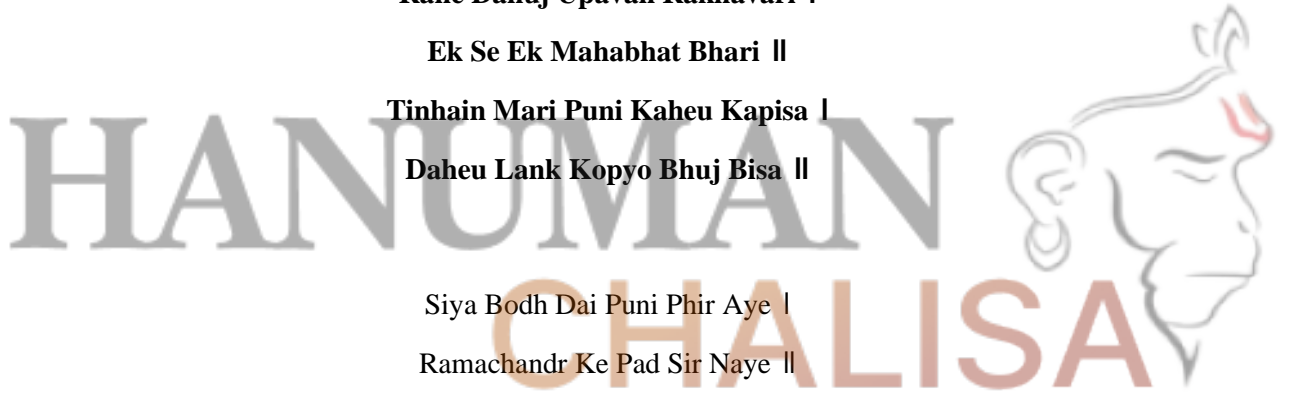 Ek Se Ek Mahabhat Bhari ॥
Tinhain Mari Puni Kaheu Kapisa ।
Daheu Lank Kopyo Bhuj Bisa ॥
Siya Bodh Dai Puni Phir Aye ।
Ramachandr Ke Pad Sir Naye ॥
HANUMAN
CHALISA